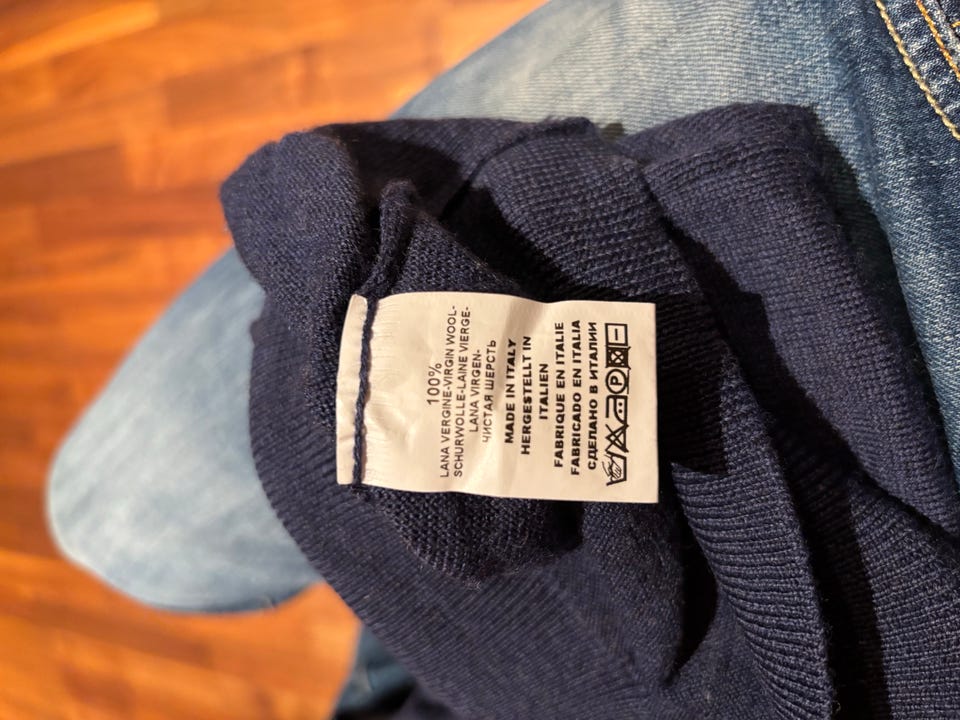 100%
LANA VERGINE-VIRGIN WOOL-
SCHURWOLLE-LAINE VIERGE-
LANA VIRGEN-
ЧИСТАЯ ШЕРСТЬ
MADE IN ITALY
HERGESTELLT IN
ITALIEN
FABRIQUE EN ITALIE
FABRICADO EN ITALIA
СДЕЛАНО В ИТАЛИИ
P